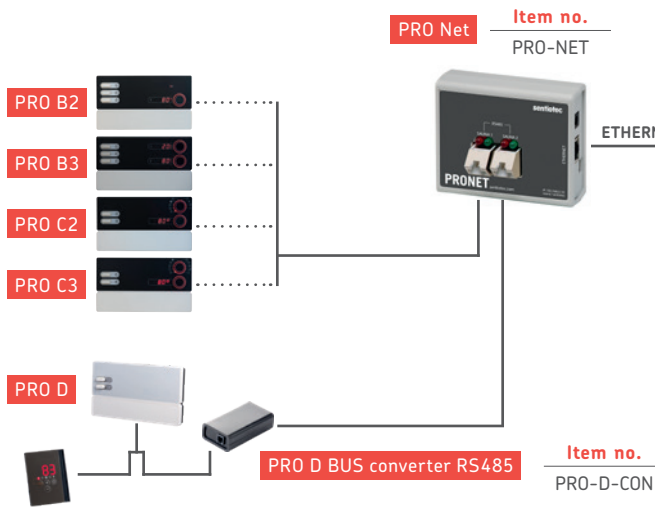 PRO Net
Item no.
PRO-NET
PRO B2
sentiotec
ETHERN
PRO B3
PRONET
PRO C2
PRO C3
PRO D
83
PRO D BUS converter RS485
Item no.
PRO-D-CON